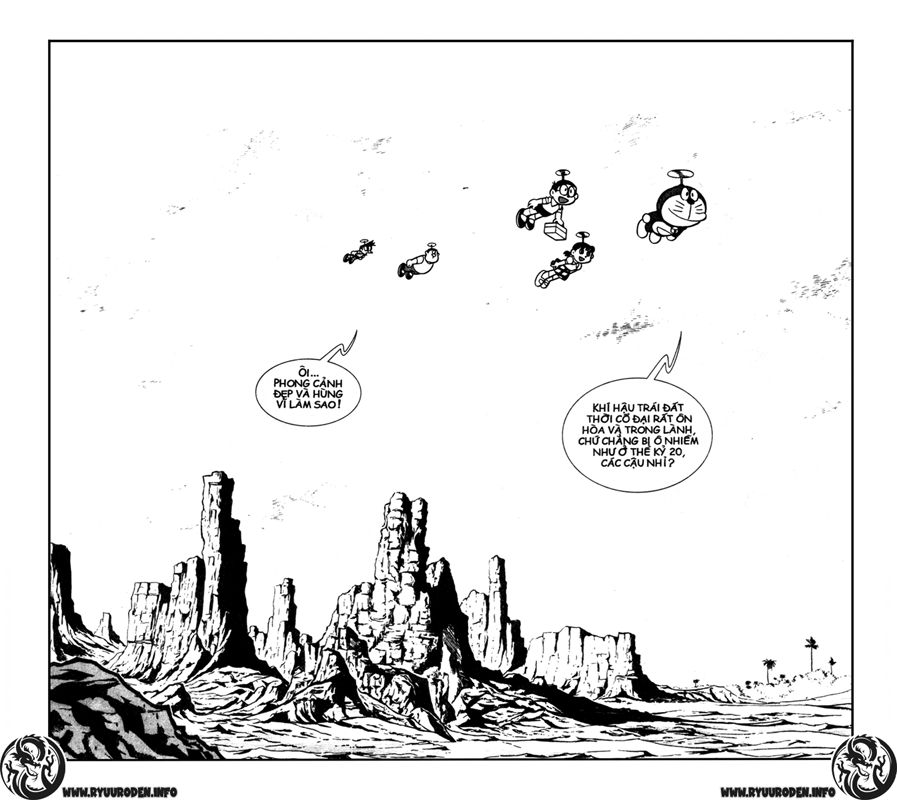 ÔI...
PHONG CẢNH
ĐẸP VÀ HÙNG
VĨ LÀM SAO!
KHÍ HẬU TRÁI ĐẤT
THỜI CỔ ĐẠI RẤT ÔN
HÒA VÀ TRONG LÀNH,
CHỨ CHẲNG BỊ Ô NHIỄM
NHƯ Ở THẾ KỶ 20,
CÁC CẬU NHỈ?
WWW.RYUURODEN.INFO
WWW.RYUURODEN.INFO